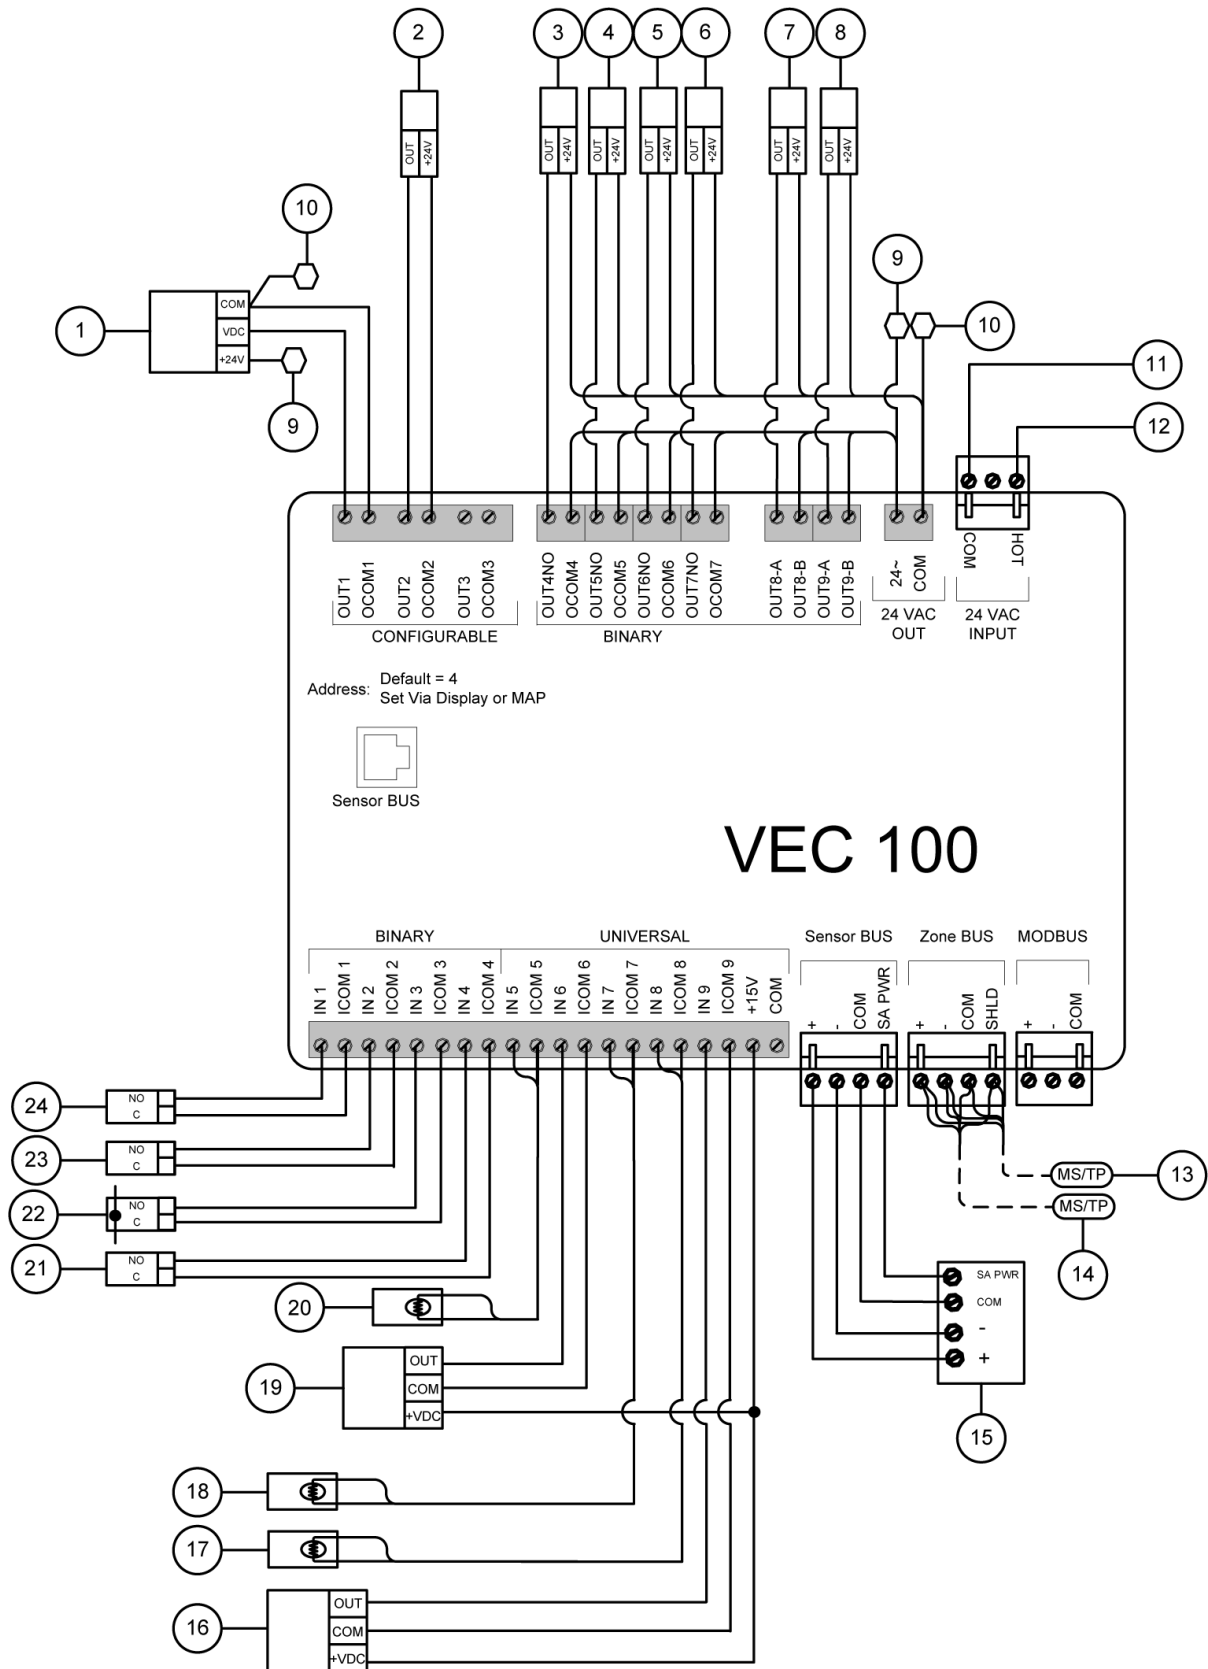 2
3
4
5
6
7
8
OUT
+24V
OUT
+24V
OUT
+24V
OUT
+24V
OUT
+24V
OUT
+24V
OUT
+24V
10
9
10
1
COM
VDC
+24V
9
11
12
OUT1
OCOM1
OUT2
OCOM2
OUT3
OCOM3
CONFIGURABLE
OUT4NO
OCOM4
OUT5NO
OCOM5
OUT6NO
OCOM6
OUT7NO
OCOM7
OUT8-A
OUT8-B
OUT9-A
OUT9-B
BINARY
24~
COM
24 VAC
OUT
COM
HOT
24 VAC
INPUT
Address:
Default = 4
Set Via Display or MAP
Sensor BUS
VEC 100
BINARY
UNIVERSAL
Sensor BUS
Zone BUS
MODBUS
IN 1
ICOM 1
IN 2
ICOM 2
IN 3
ICOM 3
IN 4
ICOM 4
IN 5
ICOM 5
IN 6
ICOM 6
IN 7
ICOM 7
IN 8
ICOM 8
IN 9
ICOM 9
+15V
COM
+
-
COM
SA PWR
+
-
COM
SHLD
+
-
COM
24
NO
C
23
NO
C
22
NO
C
21
NO
C
MS/TP
13
MS/TP
14
20
SA PWR
COM
-
+
15
19
OUT
COM
+VDC
18
17
16
OUT
COM
+VDC